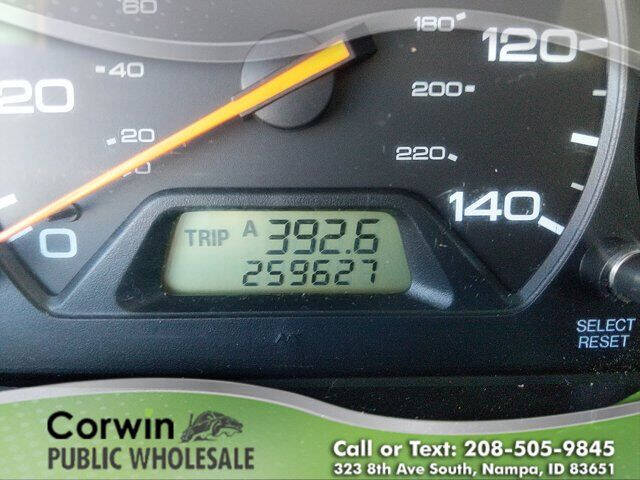 60
40
20
20
0
0
180
200
220
120
140
TRIP A 392.6
259627
SELECT
RESET
Corwin
PUBLIC WHOLESALE
Call or Text: 208-505-9845
323 8th Ave South, Nampa, ID 83651